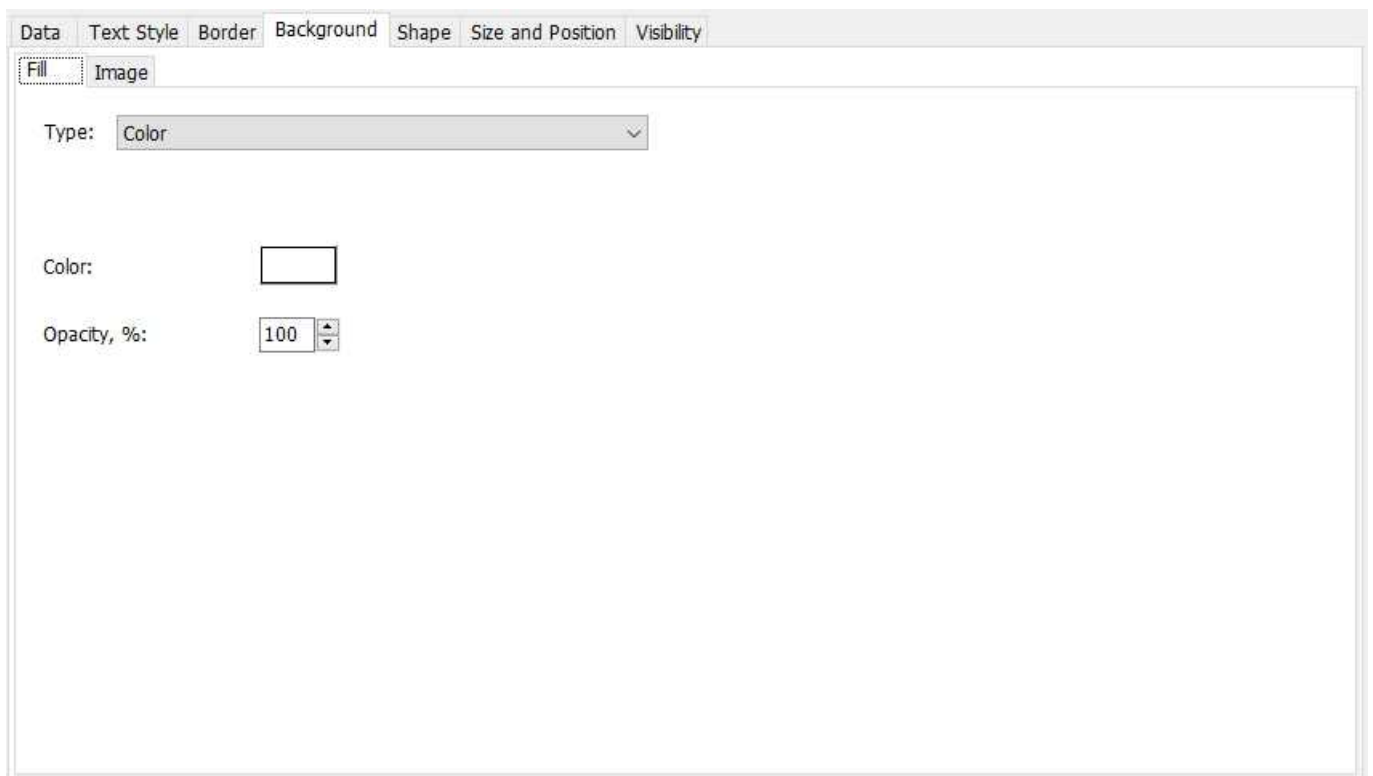 Data Text Style Border Background Shape Size and Position Visibility
Fill Image
Type: Color
Color:
Opacity, %: 100